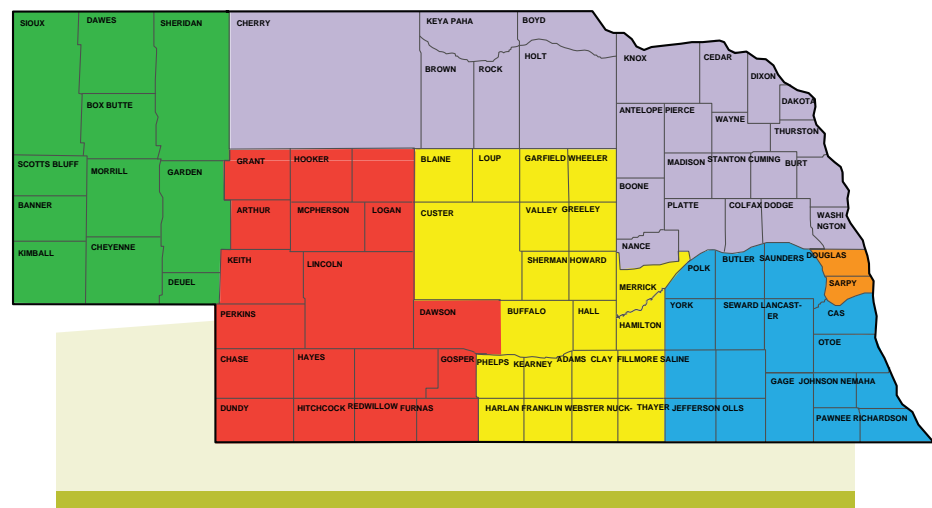 SIOUX DAWES SHERIDAN CHERRY KEYA PAHA BOYD
HOLT
KNOX CEDAR
BROWN ROCK
DIXON
BOX BUTTE
DAKOTA
ANTELOPE PIERCE
WAYNE
THURSTON
SCOTTS BLUFF
MORRILL
GARDEN
GRANT HOOKER
BLAINE LOUP GARFIELD WHEELER
MADISON STANTON CUMING BURT
BOONE
BANNER
ARTHUR MCPHERSON LOGAN
CUSTER
VALLEY GREELEY
PLATTE COLFAX DODGE
WASHI
NGTON
KIMBALL
CHEYENNE
NANCE
KEITH
LINCOLN
SHERMAN HOWARD
POLK BUTLER SAUNDERS DOUGLAS
DEUEL
MERRICK
SARPY
PERKINS
DAWSON
BUFFALO HALL
HAMILTON
YORK SEWARD LANCAST-
ER
CAS
OTOE
CHASE HAYES
GOSPER PHELPS KEARNEY ADAMS CLAY FILLMORE SALINE
GAGE JOHNSON NEMAHA
DUNDY HITCHCOCK REDWILLOW FURNAS
HARLAN FRANKLIN WEBSTER NUCK- THAYER JEFFERSON OLLS
PAWNEE RICHARDSON